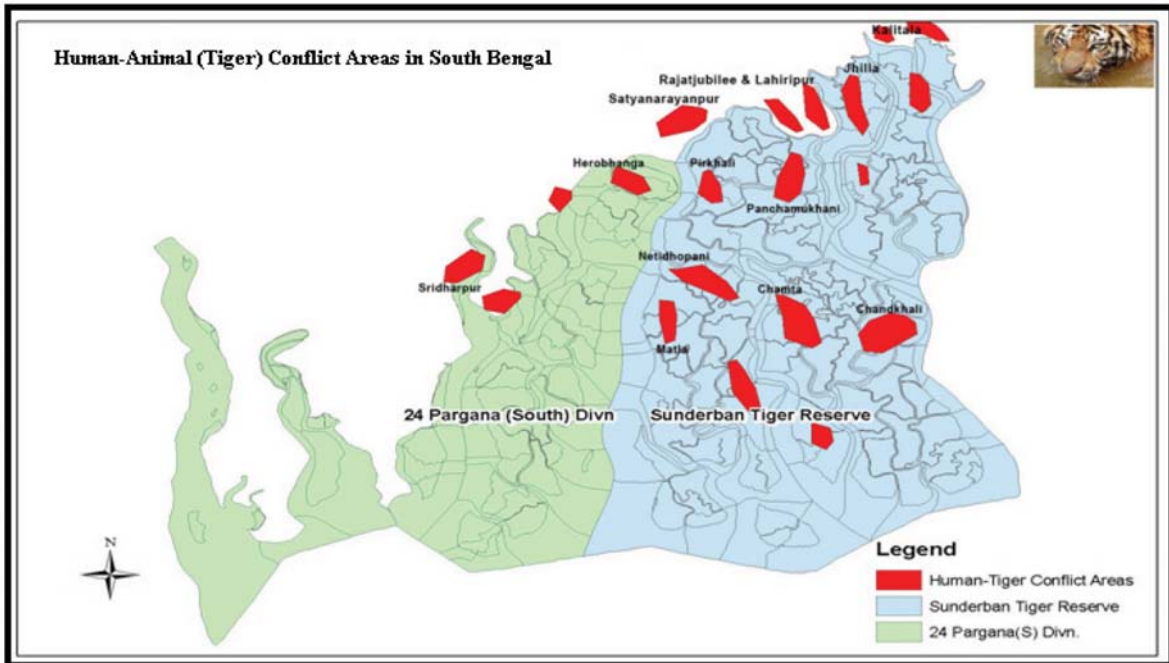 Human-Animal (Tiger) Conflict Areas in South Bengal
Kalitala
Jhilla
Rajatjubilee & Lahiripur
Satyanarayanpur
Herobhanga
Pirkhali
Panchamukhani
Netidhopani
Sridharpur
Chamta
Chandkhali
Matla
24 Pargana (South) Divn
Sunderban Tiger Reserve
N
Legend
Human-Tiger Conflict Areas
Sunderban Tiger Reserve
24 Pargana(S) Divn.